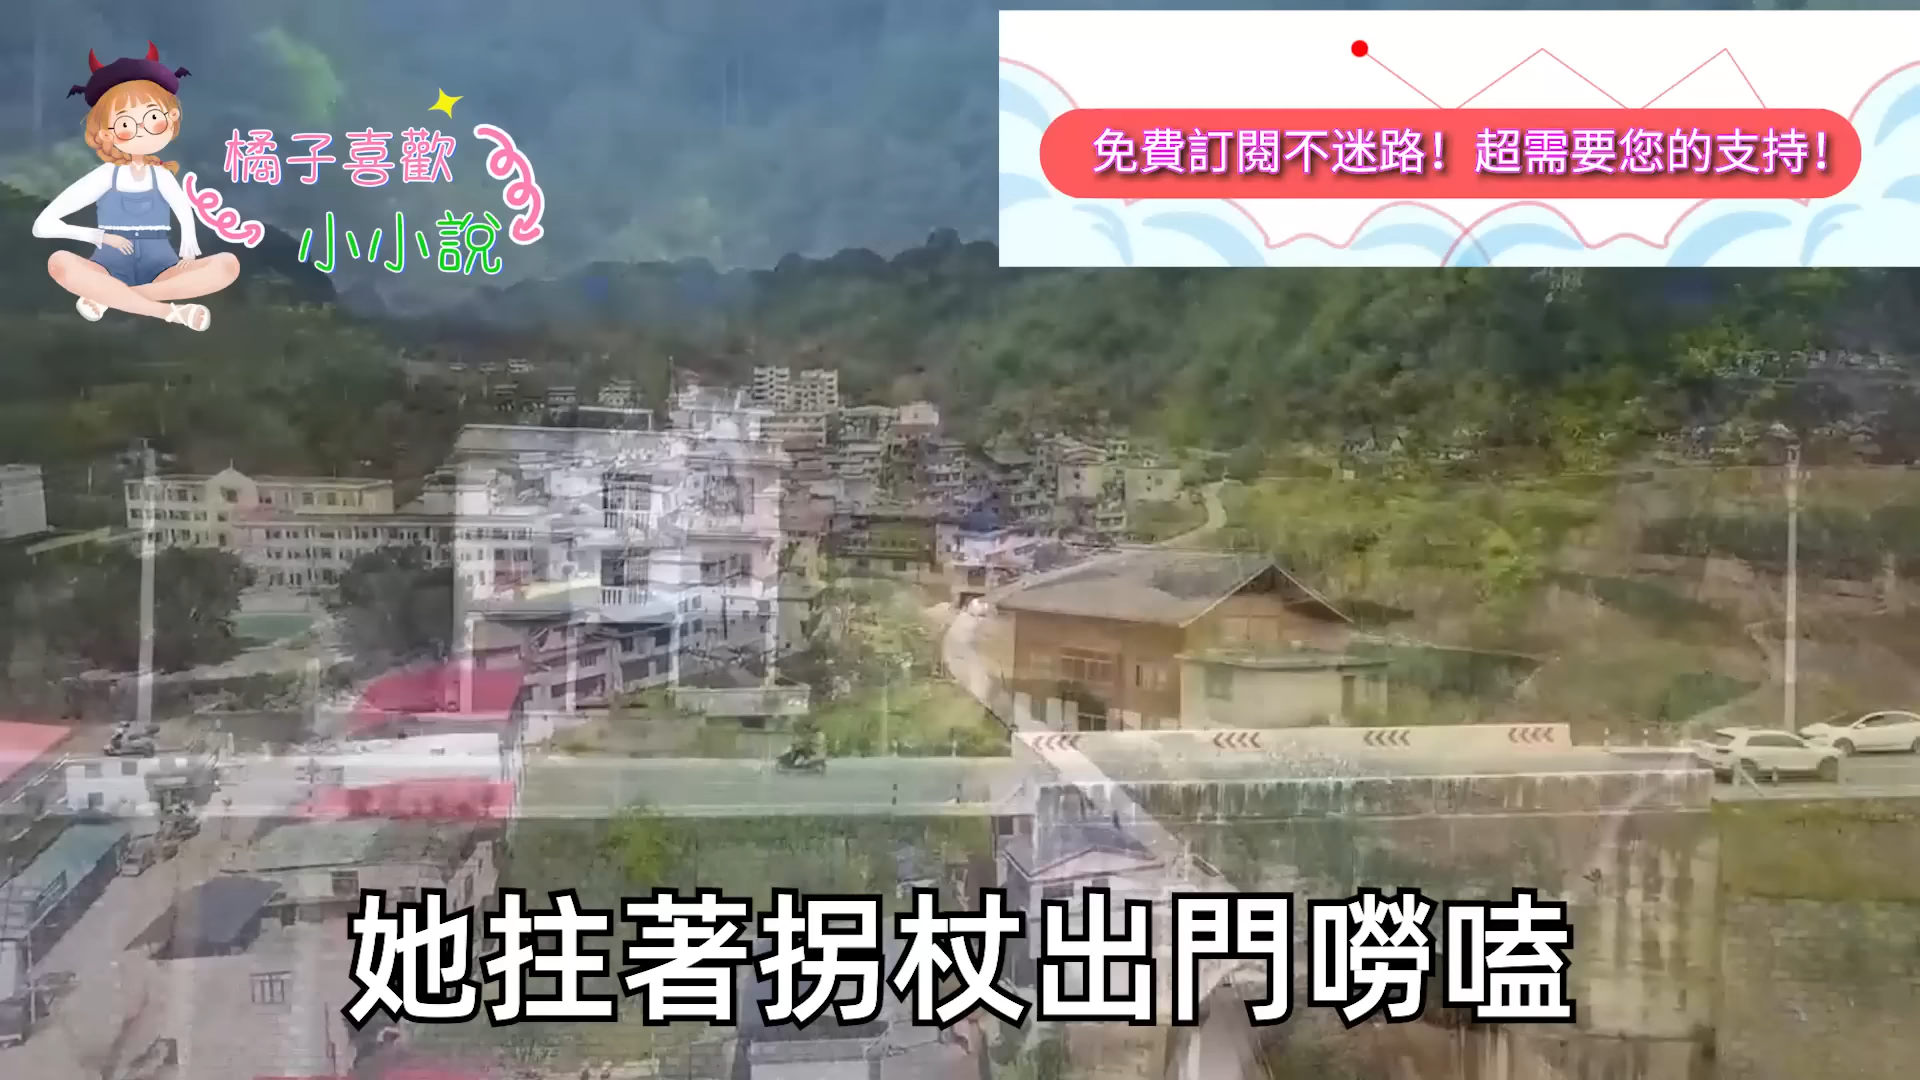 橘子喜歡
小小說
免費訂閱不迷路！超需要您的支持！
她拄著拐杖出門嘮嗑